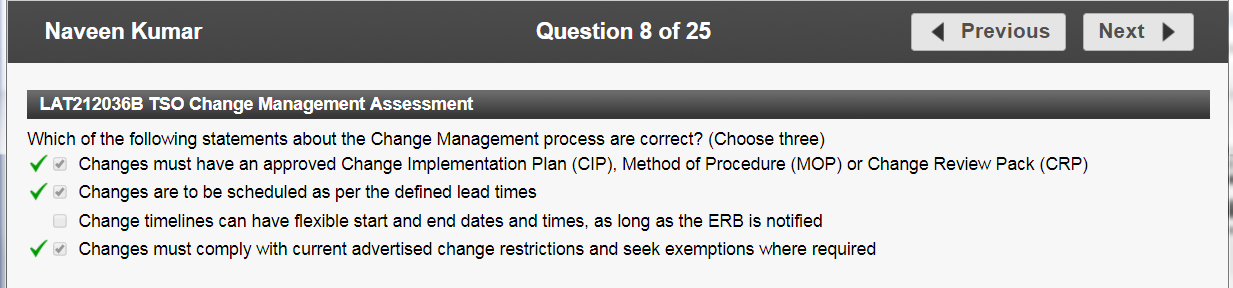 Naveen Kumar
Question 8 of 25
Previous
Next
LAT212036B TSO Change Management Assessment
Which of the following statements about the Change Management process are correct? (Choose three)
Changes must have an approved Change Implementation Plan (CIP), Method of Procedure (MOP) or Change Review Pack (CRP)
Changes are to be scheduled as per the defined lead times
Change timelines can have flexible start and end dates and times, as long as the ERB is notified
Changes must comply with current advertised change restrictions and seek exemptions where required